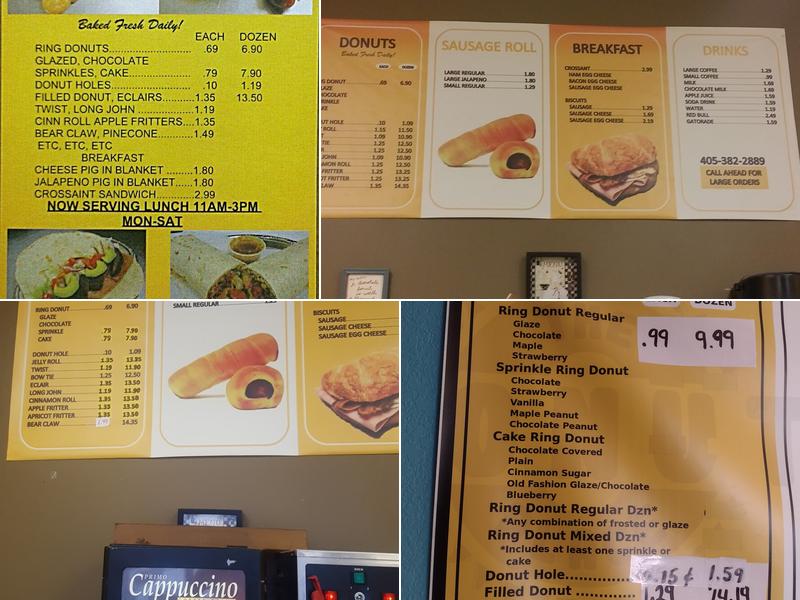 Baked Fresh Daily!
EACH DOZEN
RING DONUTS............................ .69 6.90
GLAZED, CHOCOLATE
SPRINKLES, CAKE..................... .79 7.90
DONUT HOLES........................... .10 1.19
FILLED DONUT, ECLAIRS..........1.35 13.50
TWIST, LONG JOHN .................1.19
CINN ROLL APPLE FRITTERS...1.35
BEAR CLAW, PINECONE...........1.49
ETC, ETC, ETC
BREAKFAST
CHEESE PIG IN BLANKET ......1.80
JALAPENO PIG IN BLANKET......1.80
CROSSAINT SANDWICH..........2.99
NOW SERVING LUNCH 11AM-3PM
MON-SAT
DONUTS
Baked Fresh Daily!
EACH DOZEN
DONUT .69 6.90
SAUSAGE ROLL
LARGE REGULAR 1.80
LARGE JALAPENO 1.80
SMALL REGULAR 1.29
BREAKFAST
CROISSANT 2.99
HAM EGG CHEESE
BACON EGG CHEESE
SAUSAGE EGG CHEESE
BISCUITS
SAUSAGE 1.29
SAUSAGE CHEESE 1.69
SAUSAGE EGG CHEESE 2.19
DRINKS
LARGE COFFEE 1.29
SMALL COFFEE .99
MILK 1.69
CHOCOLATE MILK 1.69
APPLE JUICE 1.59
SODA DRINK 1.59
WATER 1.19
RED BULL 2.49
GATORADE 1.59
405-382-2889
CALL AHEAD FOR
LARGE ORDERS
RING DONUT .69 6.90
GLAZE
CHOCOLATE
SPRINKLE .79 7.90
CAKE .79 7.90
DONUT HOLE .10 1.09
JELLY ROLL 1.35
TWIST 1.19 11.90
BOW TIE 1.25 12.50
ECLAIR 1.35 13.50
LONG JOHN 1.19 11.90
CINNAMON ROLL 1.35 13.50
APPLE FRITTER 1.35 13.50
APRICOT FRITTER 1.35 13.50
BEAR CLAW 14.35
SMALL REGULAR
BISCUITS
SAUSAGE
SAUSAGE CHEESE
SAUSAGE EGG CHEESE
PRIMO
Cappuccino
DOZEN
Ring Donut Regular
Glaze
Chocolate
Maple
Strawberry
.99 9.99
Sprinkle Ring Donut
Chocolate
Strawberry
Vanilla
Maple Peanut
Chocolate Peanut
Cake Ring Donut
Chocolate Covered
Plain
Cinnamon Sugar
Old Fashion Glaze/Chocolate
Blueberry
Ring Donut Regular Dzn*
*Any combination of frosted or glaze
Ring Donut Mixed Dzn*
*Includes at least one sprinkle or
cake
Donut Hole............... .15¢ 1.59
Filled Donut ............ 1.29 14.19